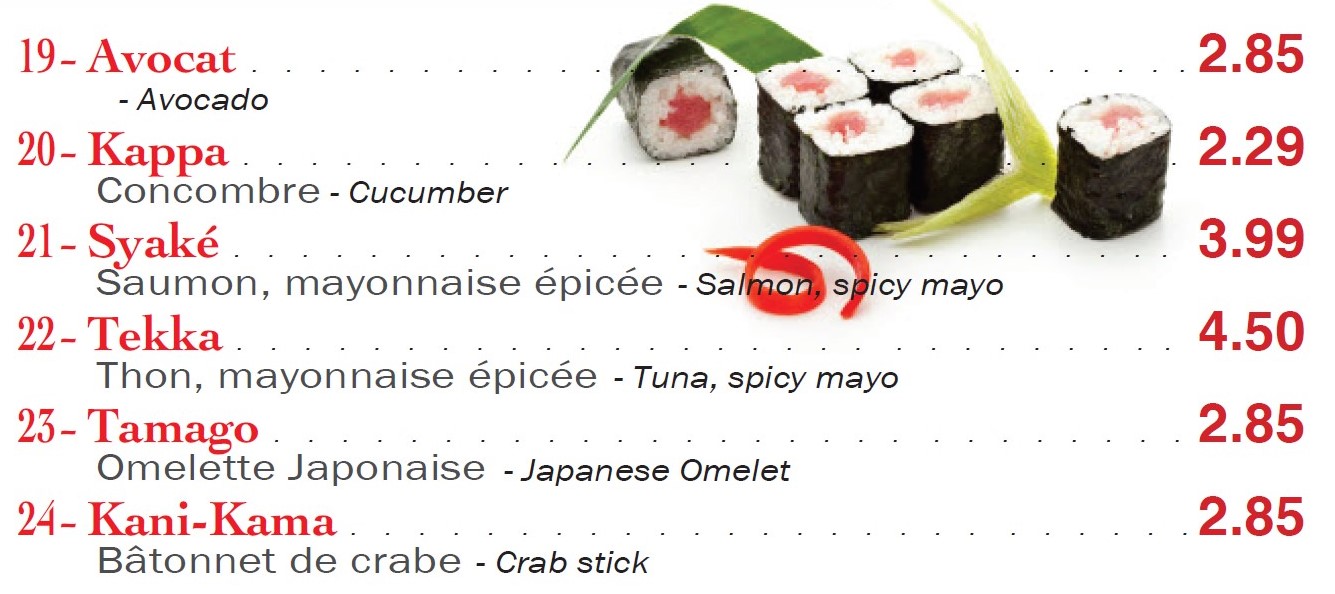 19- Avocat . . . . . . . . . . . . . . . . . . . . . . . . . . . . 2.85
- Avocado
20- Kappa . . . . . . . . . . . . . . . . . . . . . . . . . . . . 2.29
Concombre - Cucumber
21- Syaké . . . . . . . . . . . . . . . . . . . . . . . . . . . . 3.99
Saumon, mayonnaise épicée - Salmon, spicy mayo
22- Tekka . . . . . . . . . . . . . . . . . . . . . . . . . . . . 4.50
Thon, mayonnaise épicée - Tuna, spicy mayo
23- Tamago . . . . . . . . . . . . . . . . . . . . . . . . . . . 2.85
Omelette Japonaise - Japanese Omelet
24- Kani-Kama . . . . . . . . . . . . . . . . . . . . . . . . . 2.85
Bâtonnet de crabe - Crab stick